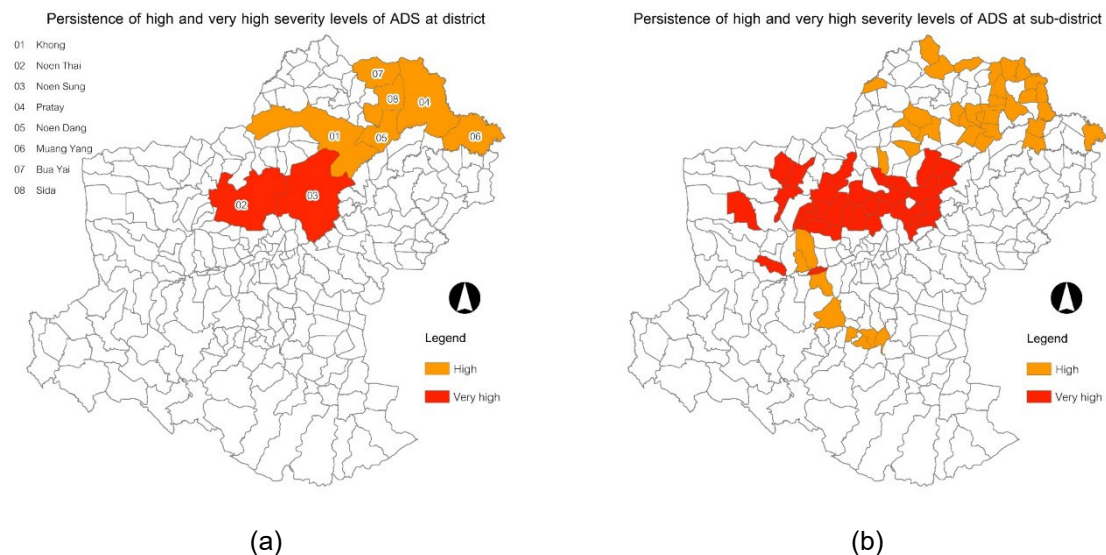 Persistence of high and very high severity levels of ADS at district
01 Khong
02 Noen Thai
03 Noen Sung
04 Pratay
05 Noen Dang
06 Muang Yang
07 Bua Yai
08 Sida
07
08
04
01
05
06
02
03
Legend
High
Very high
(a)
Persistence of high and very high severity levels of ADS at sub-district
Legend
High
Very high
(b)